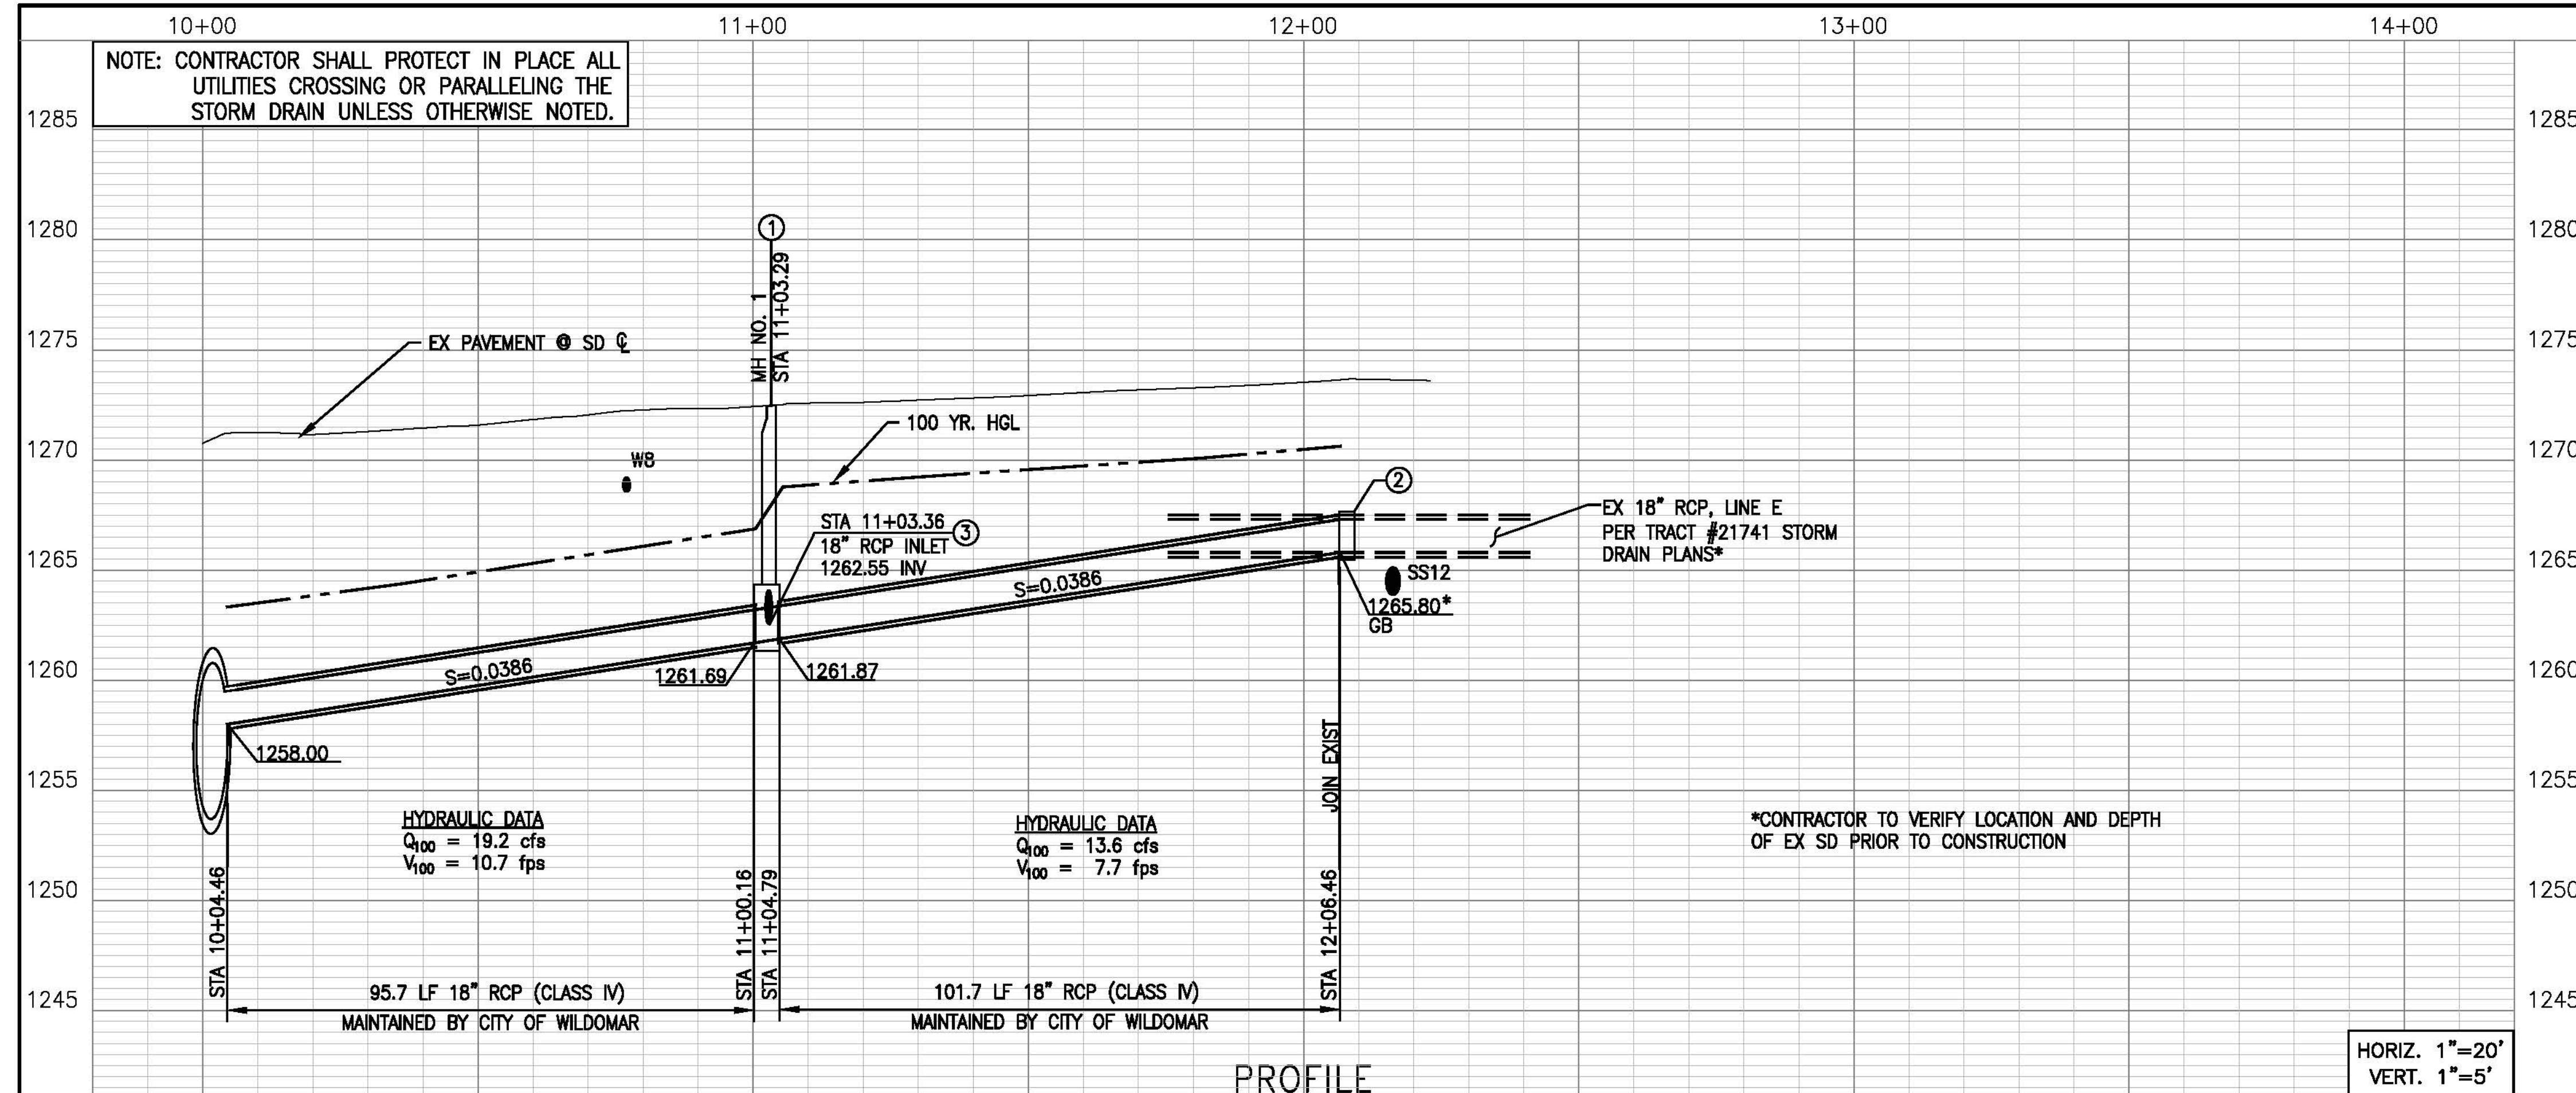 10+00
11+00
12+00
13+00
14+00
NOTE: CONTRACTOR SHALL PROTECT IN PLACE ALL
UTILITIES CROSSING OR PARALLELING THE
STORM DRAIN UNLESS OTHERWISE NOTED.
1285
1285
1280
1280
1275
1275
1270
1270
1265
1265
1260
1260
1255
1255
1250
1250
1245
1245
1
MH NO. 1
STA 11+03.29
EX PAVEMENT @ SD ℄
100 YR. HGL
W8
2
STA 11+03.36
3
18" RCP INLET
1262.55 INV
EX 18" RCP, LINE E
PER TRACT #21741 STORM
DRAIN PLANS*
SS12
S=0.0386
1265.80*
GB
S=0.0386
1261.69
1261.87
1258.00
JOIN EXIST
HYDRAULIC DATA
Q100 = 19.2 cfs
V100 = 10.7 fps
HYDRAULIC DATA
Q100 = 13.6 cfs
V100 = 7.7 fps
*CONTRACTOR TO VERIFY LOCATION AND DEPTH
OF EX SD PRIOR TO CONSTRUCTION
STA 10+04.46
STA 11+00.16
STA 11+04.79
STA 12+06.46
95.7 LF 18" RCP (CLASS IV)
MAINTAINED BY CITY OF WILDOMAR
101.7 LF 18" RCP (CLASS IV)
MAINTAINED BY CITY OF WILDOMAR
PROFILE
HORIZ. 1"=20'
VERT. 1"=5'